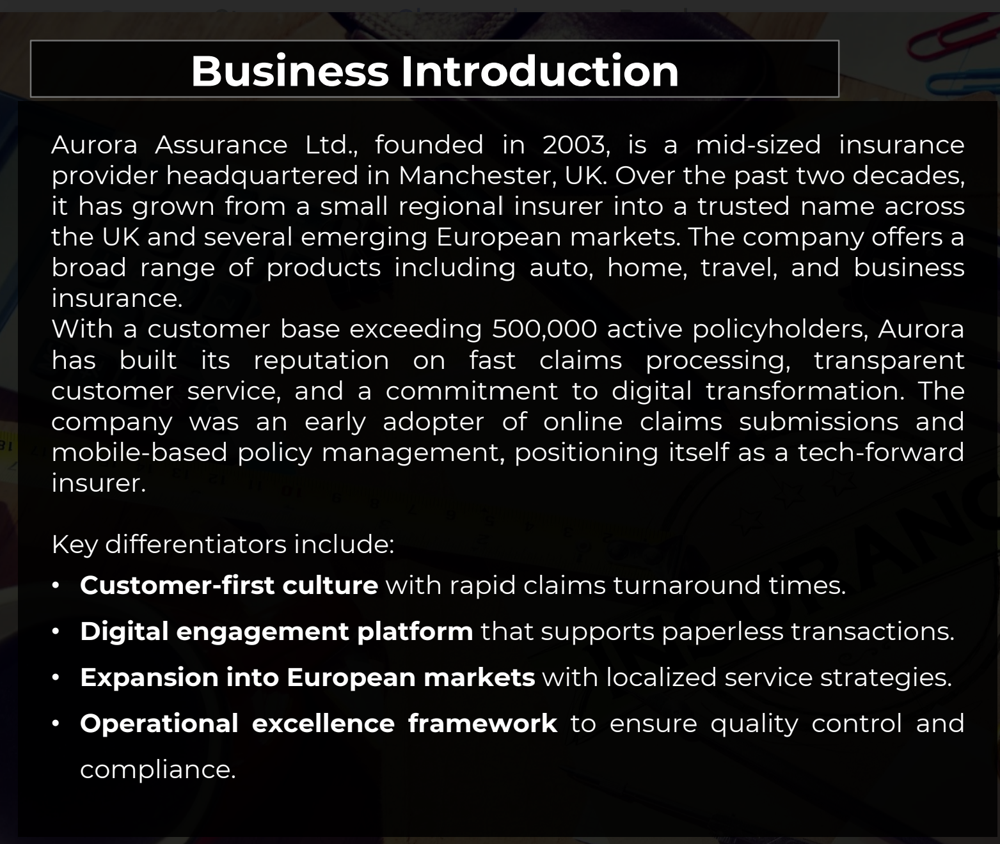 Business Introduction
Aurora Assurance Ltd., founded in 2003, is a mid-sized insurance
provider headquartered in Manchester, UK. Over the past two decades,
it has grown from a small regional insurer into a trusted name across
the UK and several emerging European markets. The company offers a
broad range of products including auto, home, travel, and business
insurance.
With a customer base exceeding 500,000 active policyholders, Aurora
has built its reputation on fast claims processing, transparent
customer service, and a commitment to digital transformation. The
company was an early adopter of online claims submissions and
mobile-based policy management, positioning itself as a tech-forward
insurer.
Key differentiators include:
• Customer-first culture with rapid claims turnaround times.
• Digital engagement platform that supports paperless transactions.
• Expansion into European markets with localized service strategies.
• Operational excellence framework to ensure quality control and
compliance.